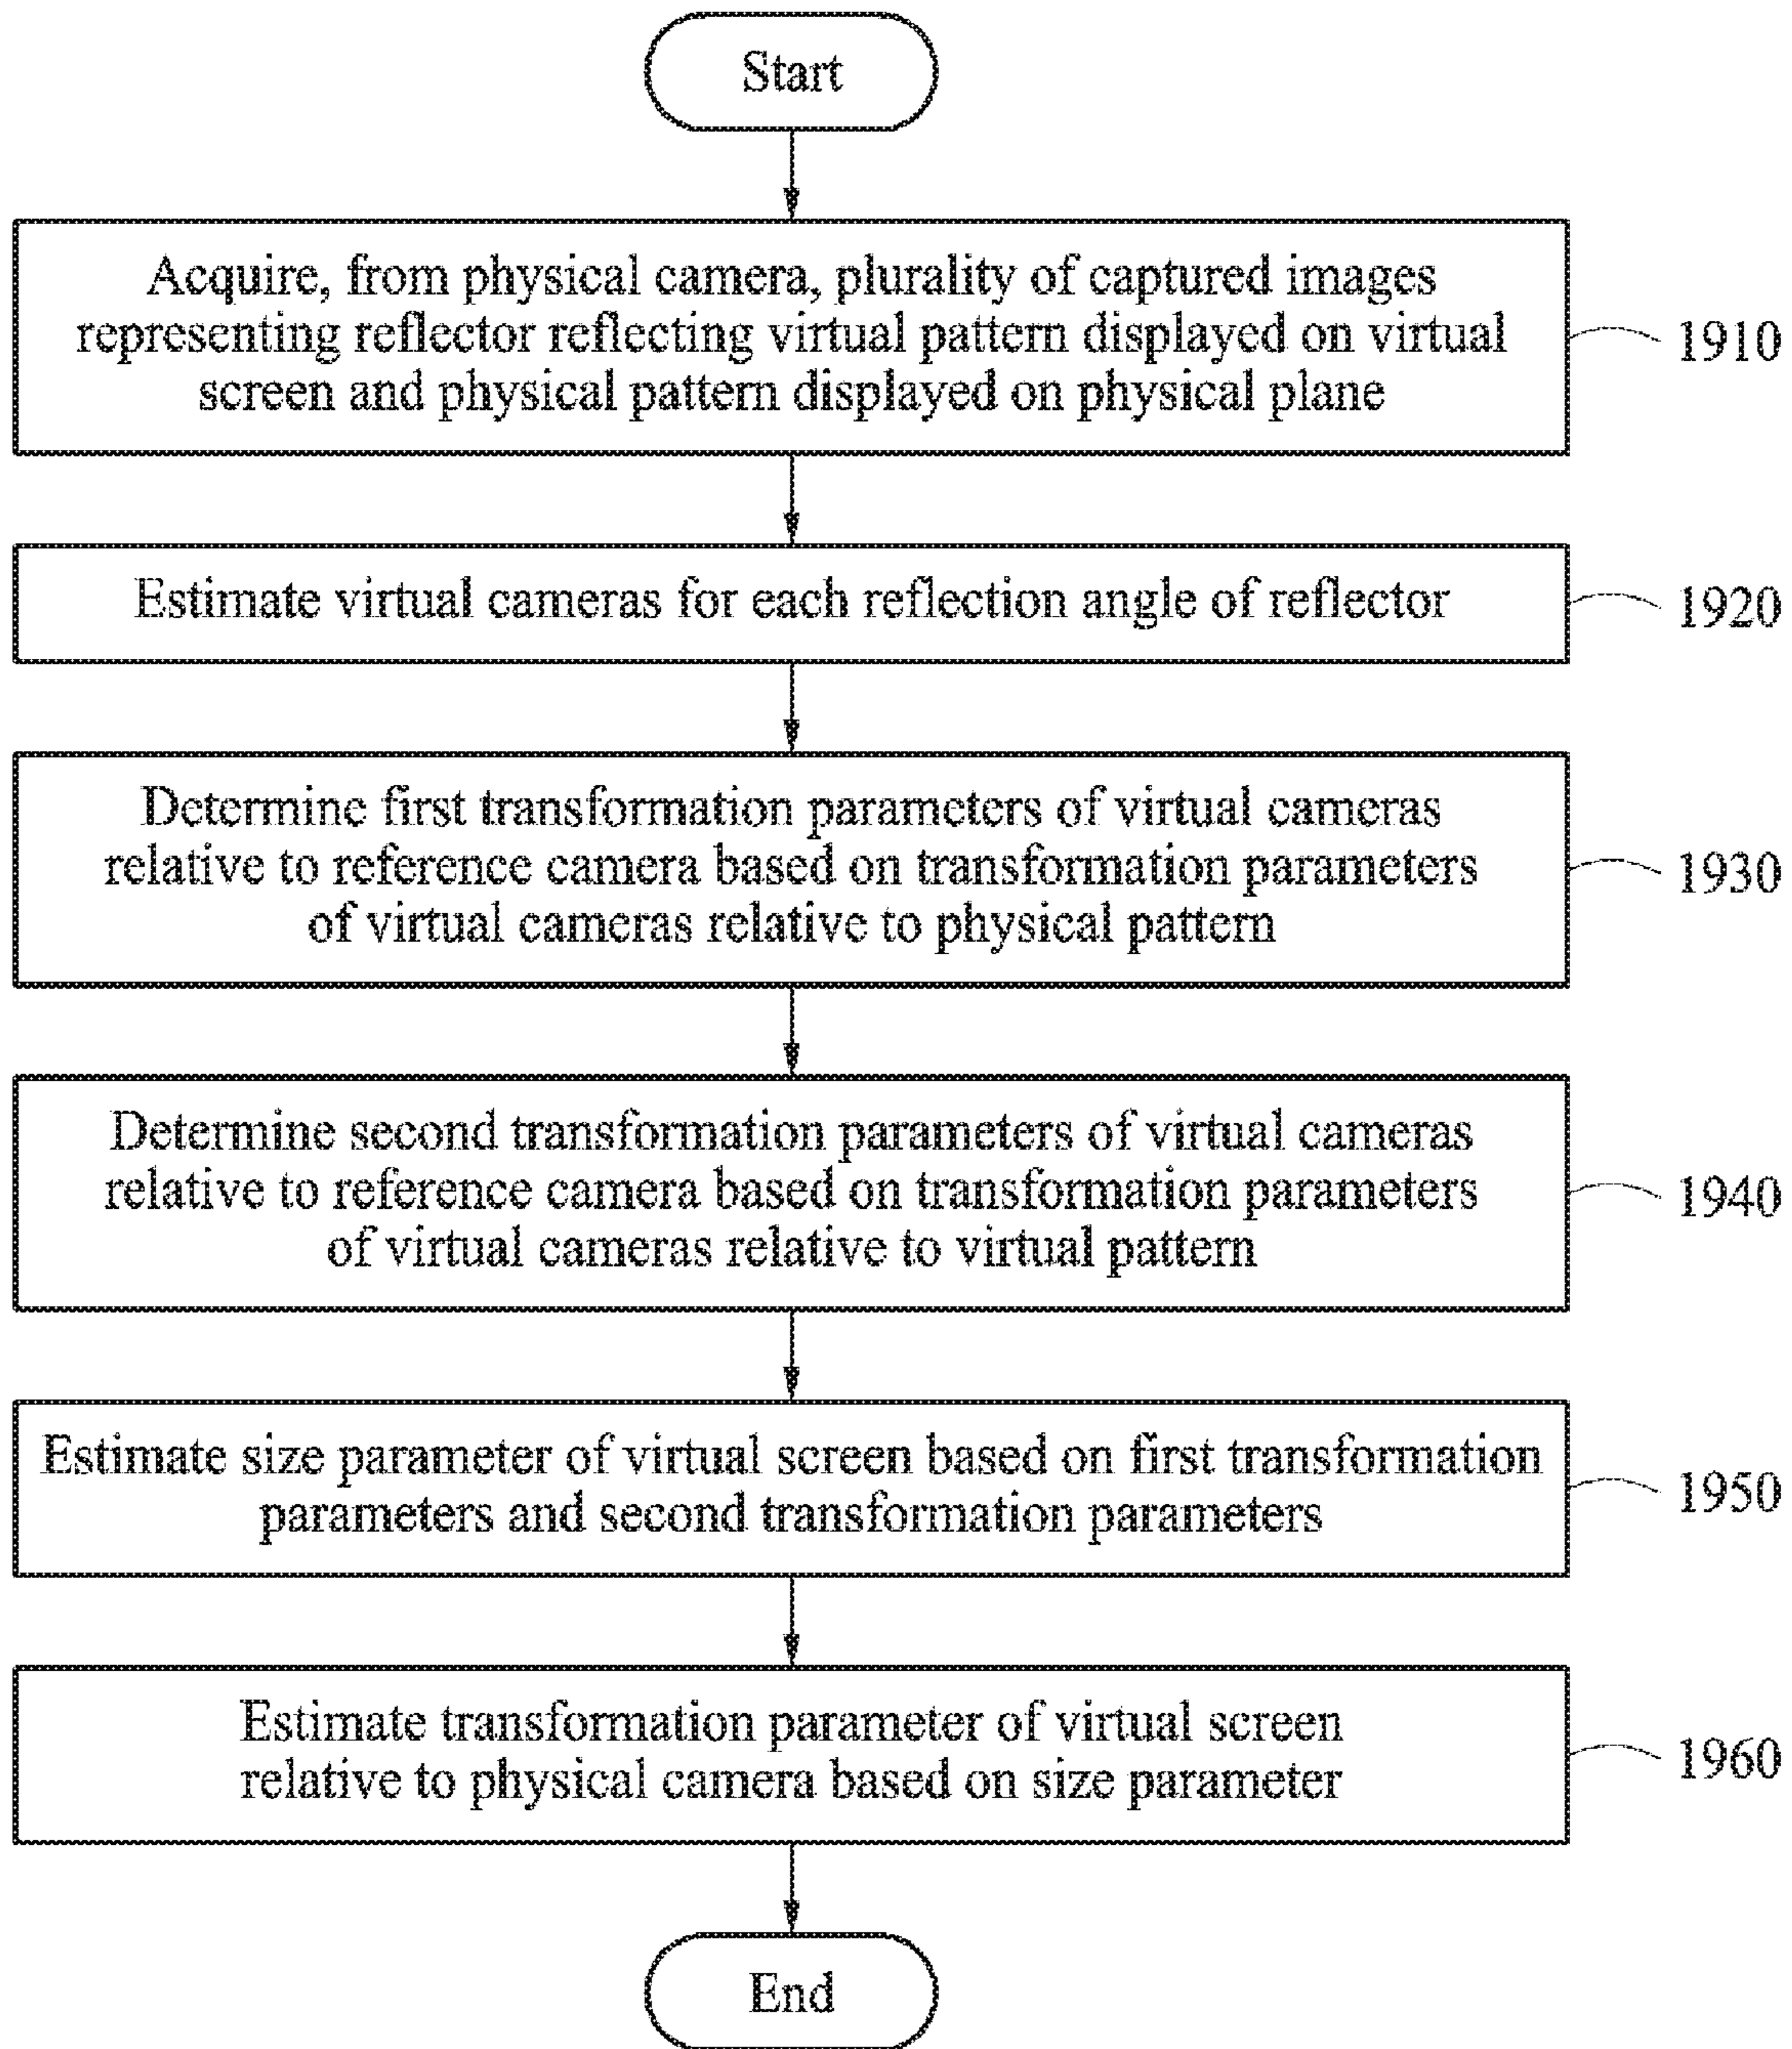 Start
Acquire, from physical camera, plurality of captured images
representing reflector reflecting virtual pattern displayed on virtual
screen and physical pattern displayed on physical plane
1910
Estimate virtual cameras for each reflection angle of reflector
1920
Determine first transformation parameters of virtual cameras
relative to reference camera based on transformation parameters
of virtual cameras relative to physical pattern
1930
Determine second transformation parameters of virtual cameras
relative to reference camera based on transformation parameters
of virtual cameras relative to virtual pattern
1940
Estimate size parameter of virtual screen based on first transformation
parameters and second transformation parameters
1950
Estimate transformation parameter of virtual screen
relative to physical camera based on size parameter
1960
End